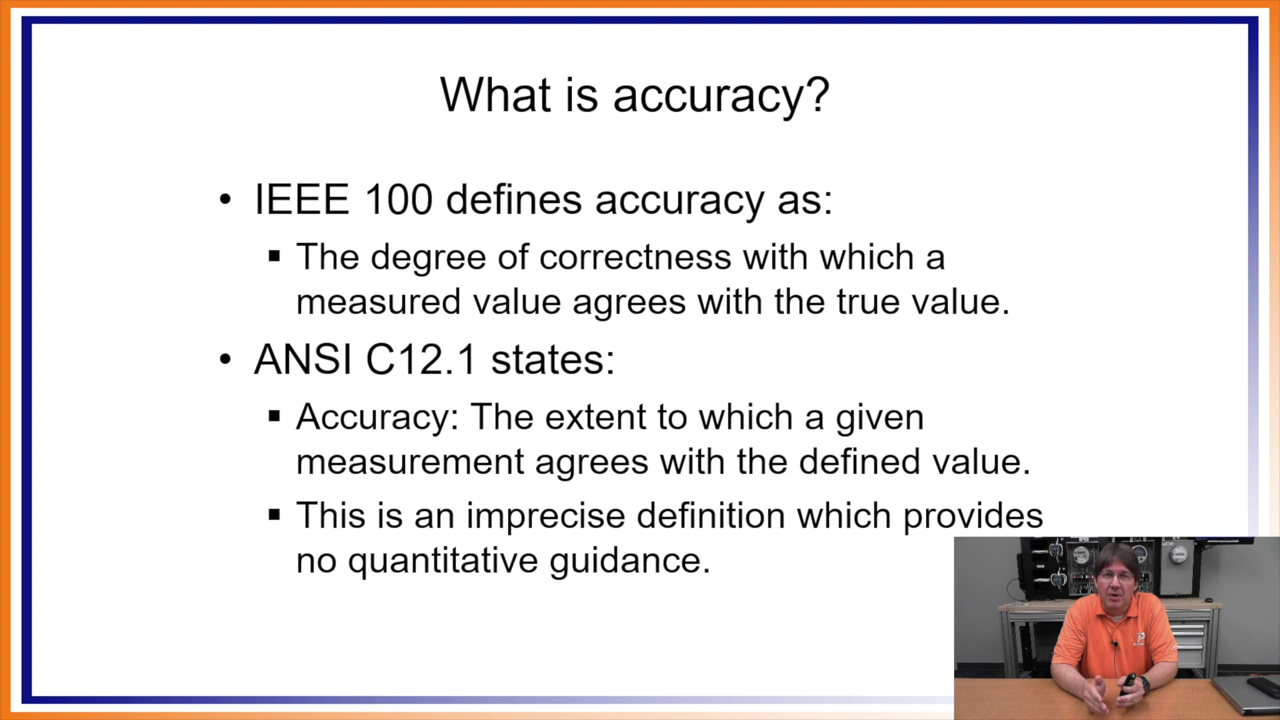 What is accuracy?
• IEEE 100 defines accuracy as:
▪ The degree of correctness with which a
measured value agrees with the true value.
• ANSI C12.1 states:
▪ Accuracy: The extent to which a given
measurement agrees with the defined value.
▪ This is an imprecise definition which provides
no quantitative guidance.